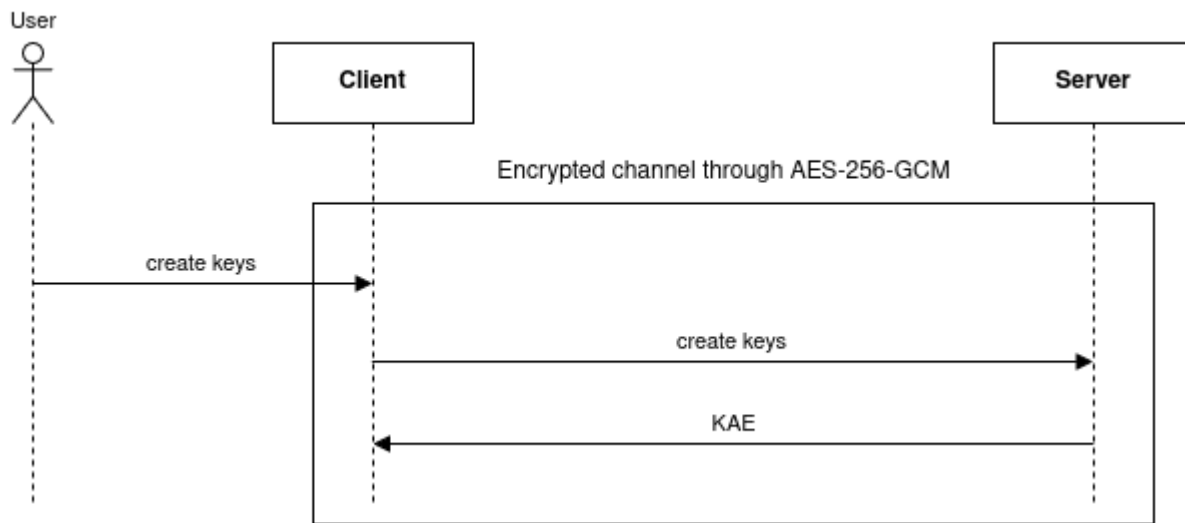 User
Client
Server
Encrypted channel through AES-256-GCM
create keys
create keys
KAE